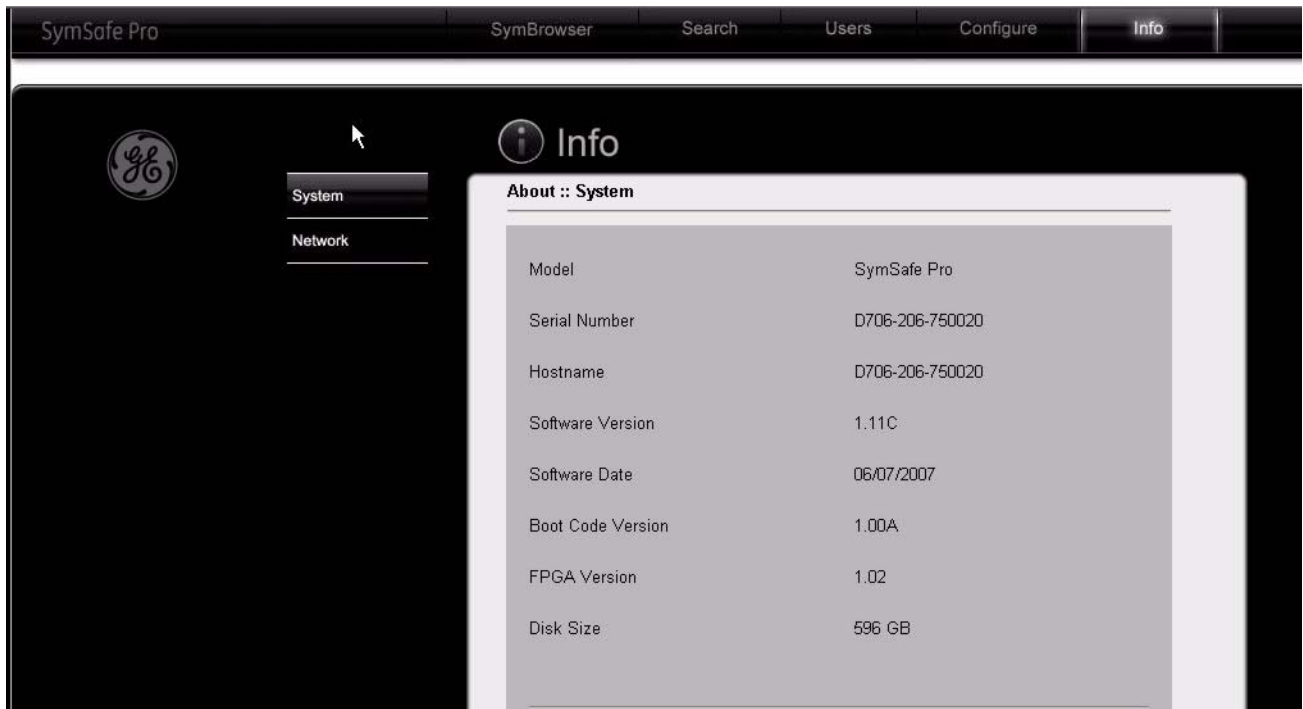 SymSafe Pro SymBrowser Search Users Configure Info
GE
Info
System
Network
About :: System
Model SymSafe Pro
Serial Number D706-206-750020
Hostname D706-206-750020
Software Version 1.11C
Software Date 06/07/2007
Boot Code Version 1.00A
FPGA Version 1.02
Disk Size 596 GB